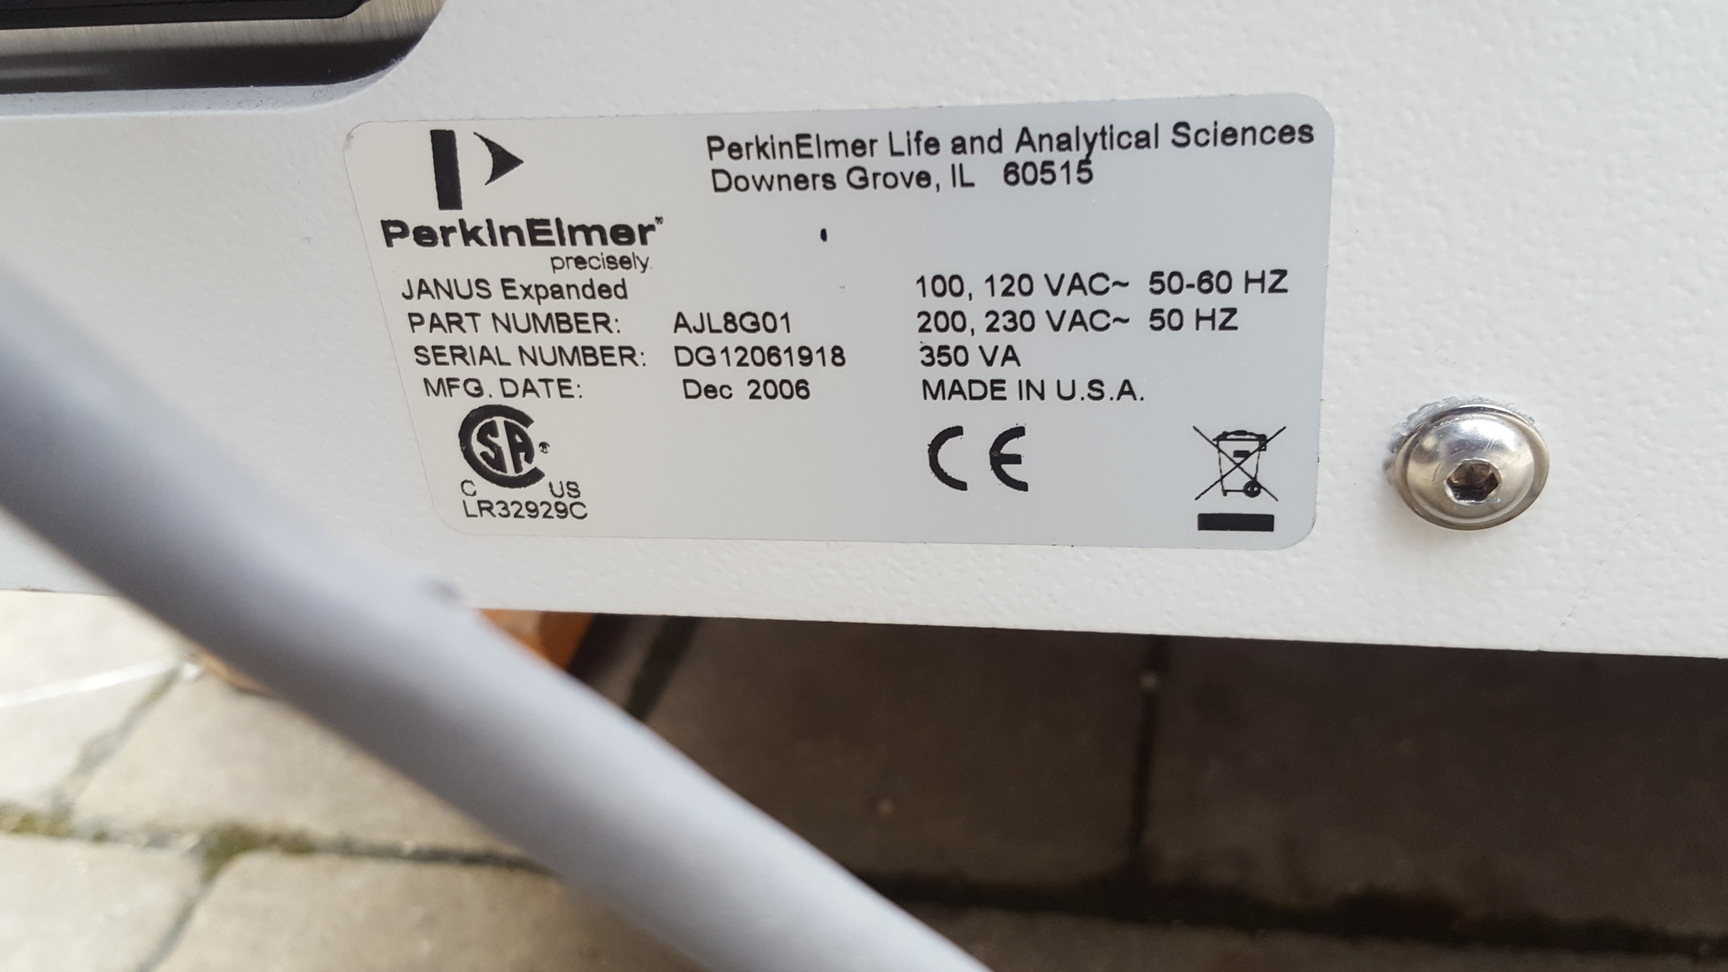 PerkinElmer Life and Analytical Sciences
Downers Grove, IL 60515
PerkinElmer®
precisely.
JANUS Expanded
PART NUMBER: AJL8G01
SERIAL NUMBER: DG12061918
MFG. DATE: Dec 2006
100, 120 VAC~ 50-60 HZ
200, 230 VAC~ 50 HZ
350 VA
MADE IN U.S.A.
SA®
C US
LR32929C
CE